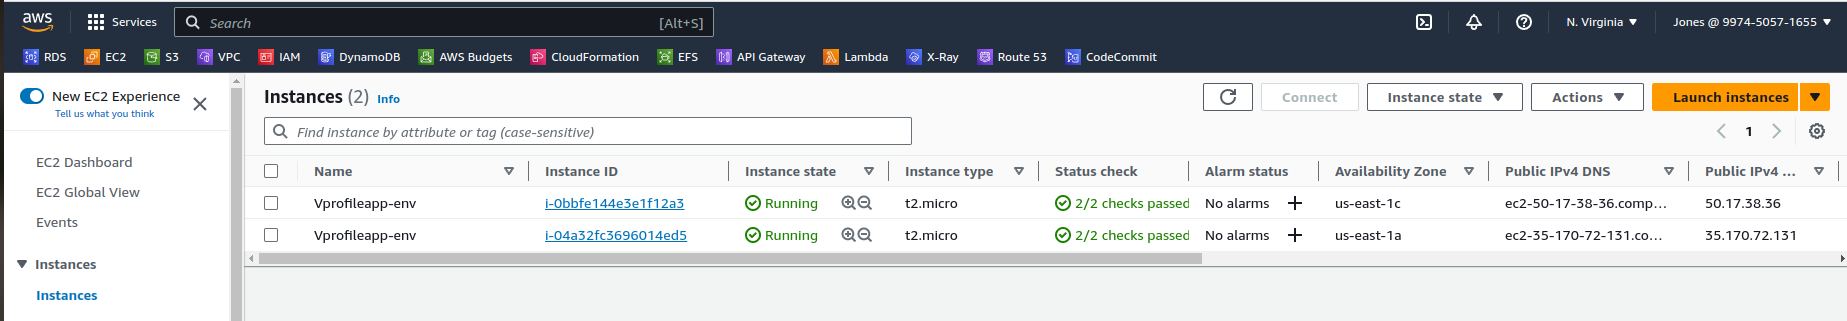 aws Services Search [Alt+S] N. Virginia Jones @ 9974-5057-1655
RDS EC2 S3 VPC IAM DynamoDB AWS Budgets CloudFormation EFS API Gateway Lambda X-Ray Route 53 CodeCommit
New EC2 Experience
Tell us what you think
EC2 Dashboard
EC2 Global View
Events
Instances
Instances
Instances (2) Info Connect Instance state Actions Launch instances
Find instance by attribute or tag (case-sensitive) 1
Name Instance ID Instance state Instance type Status check Alarm status Availability Zone Public IPv4 DNS Public IPv4 ...
Vprofileapp-env i-0bbfe144e3e1f12a3 Running t2.micro 2/2 checks passed No alarms us-east-1c ec2-50-17-38-36.comp... 50.17.38.36
Vprofileapp-env i-04a32fc3696014ed5 Running t2.micro 2/2 checks passed No alarms us-east-1a ec2-35-170-72-131.co... 35.170.72.131